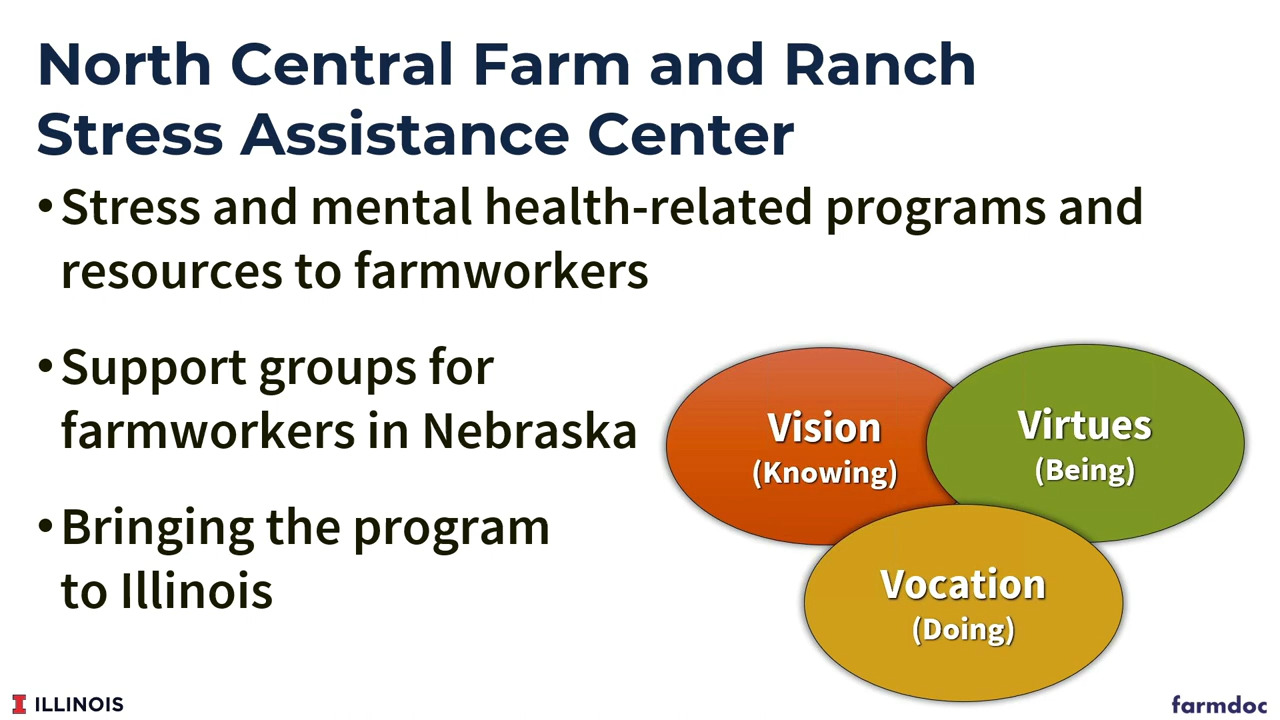 North Central Farm and Ranch
Stress Assistance Center
•Stress and mental health-related programs and
resources to farmworkers
•Support groups for
farmworkers in Nebraska
•Bringing the program
to Illinois
Vision
(Knowing)
Virtues
(Being)
Vocation
(Doing)
I ILLINOIS
farmdoc